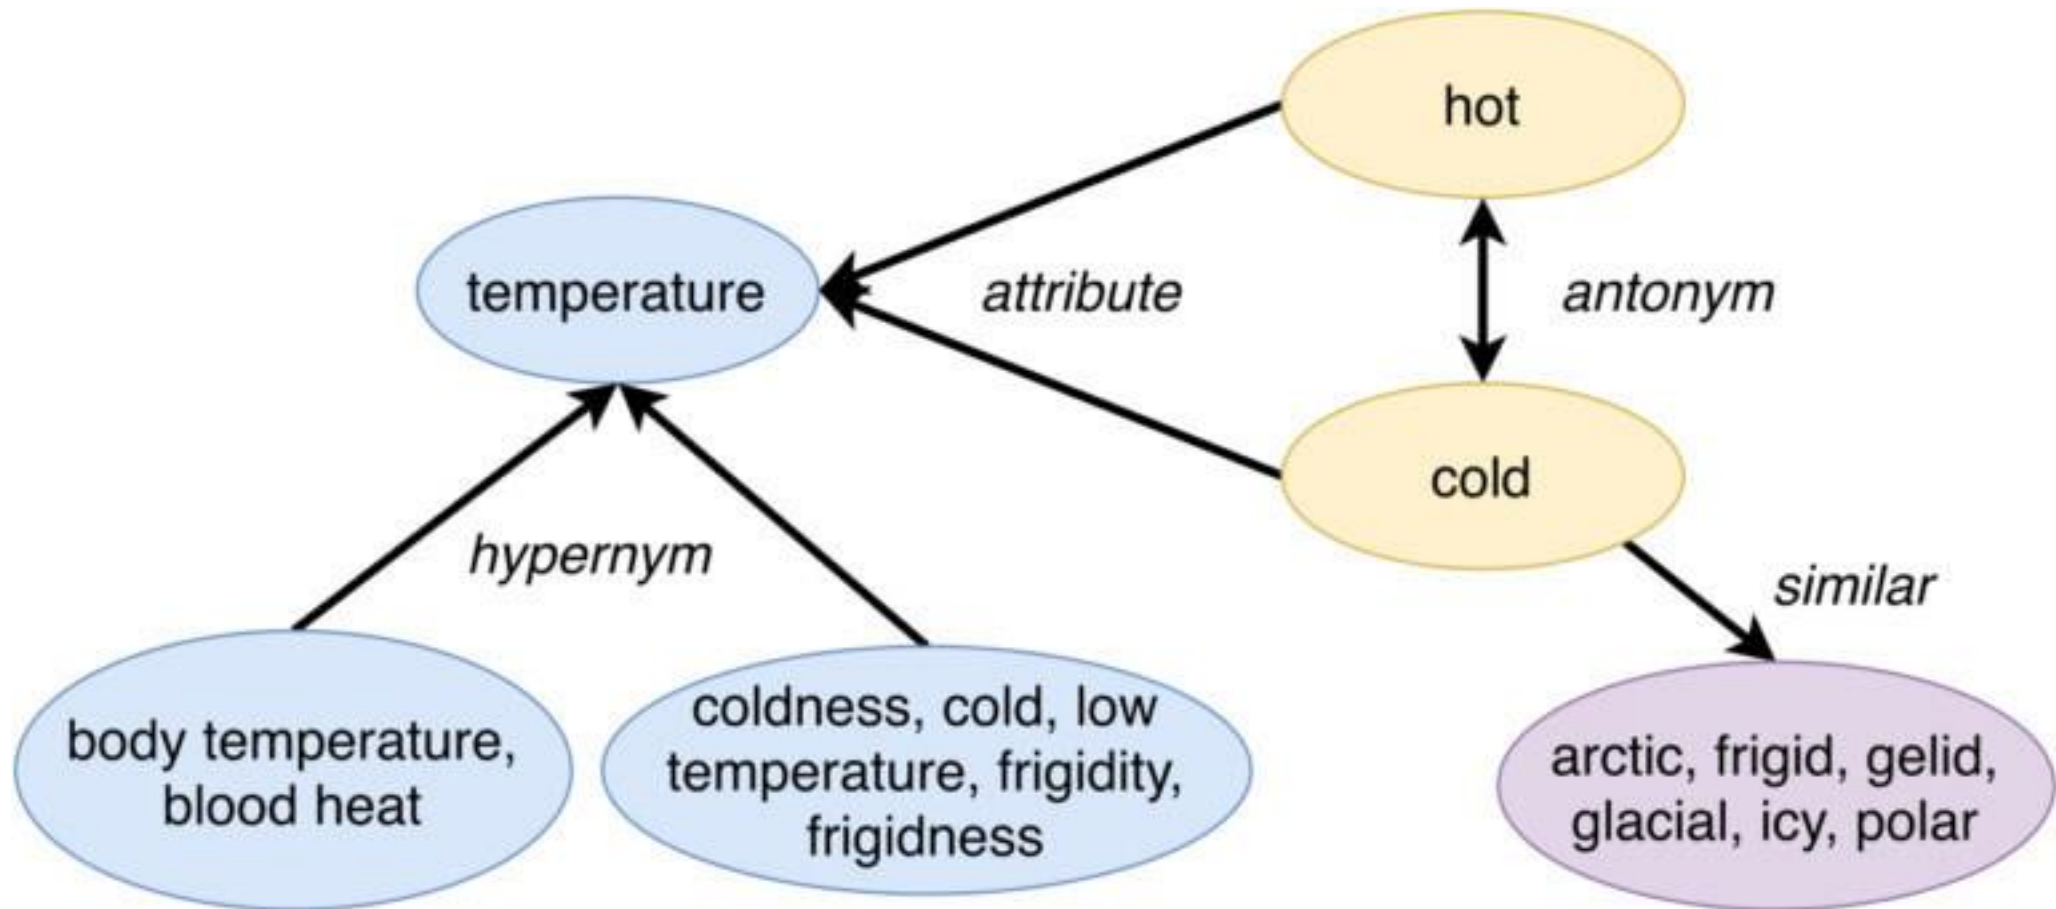 hot
temperature
attribute
antonym
cold
hypernym
similar
body temperature,
blood heat
coldness, cold, low
temperature, frigidity,
frigidness
arctic, frigid, gelid,
glacial, icy, polar